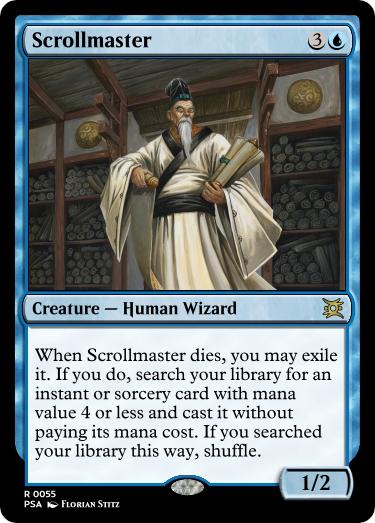 Scrollmaster 3
Creature — Human Wizard
When Scrollmaster dies, you may exile
it. If you do, search your library for an
instant or sorcery card with mana
value 4 or less and cast it without
paying its mana cost. If you searched
your library this way, shuffle.
1/2
R 0055
PSA Florian Stitz